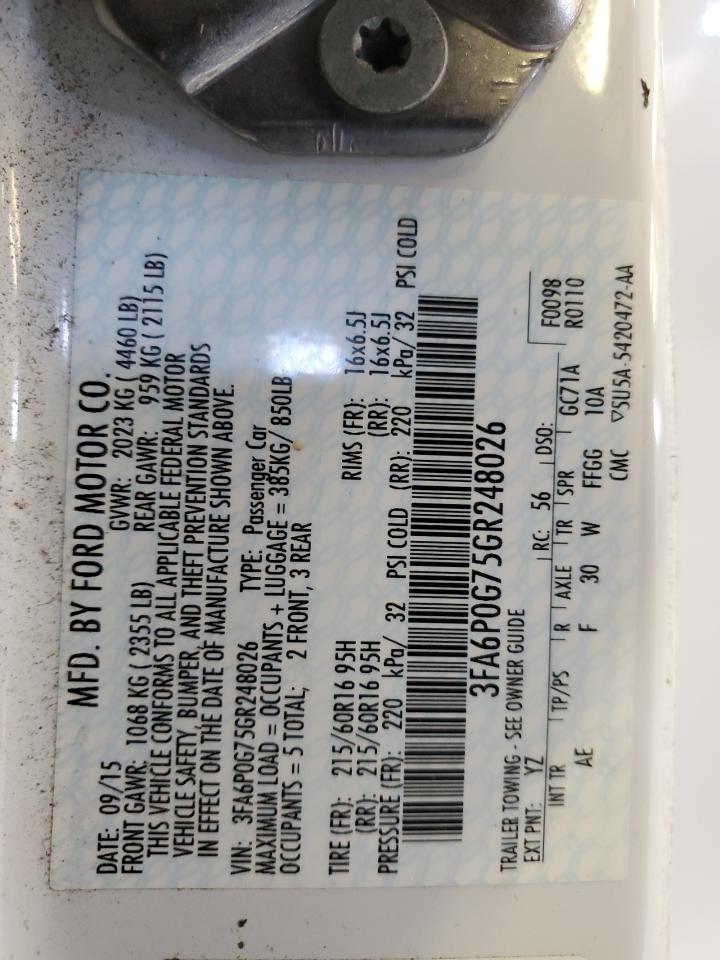 MFD. BY FORD MOTOR CO.
DATE: 09/15 GVWR: 2023 KG ( 4460 LB)
FRONT GAWR: 1068 KG ( 2355 LB) REAR GAWR: 959 KG ( 2115 LB)
THIS VEHICLE CONFORMS TO ALL APPLICABLE FEDERAL MOTOR
VEHICLE SAFETY, BUMPER, AND THEFT PREVENTION STANDARDS
IN EFFECT ON THE DATE OF MANUFACTURE SHOWN ABOVE.
VIN: 3FA6P0G75GR248026 TYPE: Passenger Car
MAXIMUM LOAD = OCCUPANTS + LUGGAGE = 385KG/ 850LB
OCCUPANTS = 5 TOTAL; 2 FRONT, 3 REAR
TIRE (FR): 215/60R16 95H RIMS (FR): 16x6.5J
(RR): 215/60R16 95H (RR): 16x6.5J
PRESSURE (FR): 220 kPa/ 32 PSI COLD (RR): 220 kPa/ 32 PSI COLD
3FA6P0G75GR248026
TRAILER TOWING - SEE OWNER GUIDE
EXT PNT: YZ RC: 56 DSO: F0098
R0110
INT TR TP/PS R AXLE TR SPR GC71A
AE F 30 W FFGG 10A
CMC ▽5U5A-5420472-AA